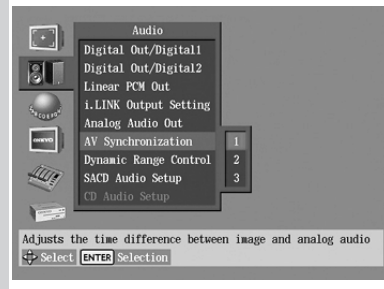 Audio
Digital Out/Digital1
Digital Out/Digital2
Linear PCM Out
i.LINK Output Setting
Analog Audio Out
AV Synchronization 1
Dynamic Range Control 2
SACD Audio Setup 3
CD Audio Setup
ONKYO
Adjusts the time difference between image and analog audio
Select ENTER Selection